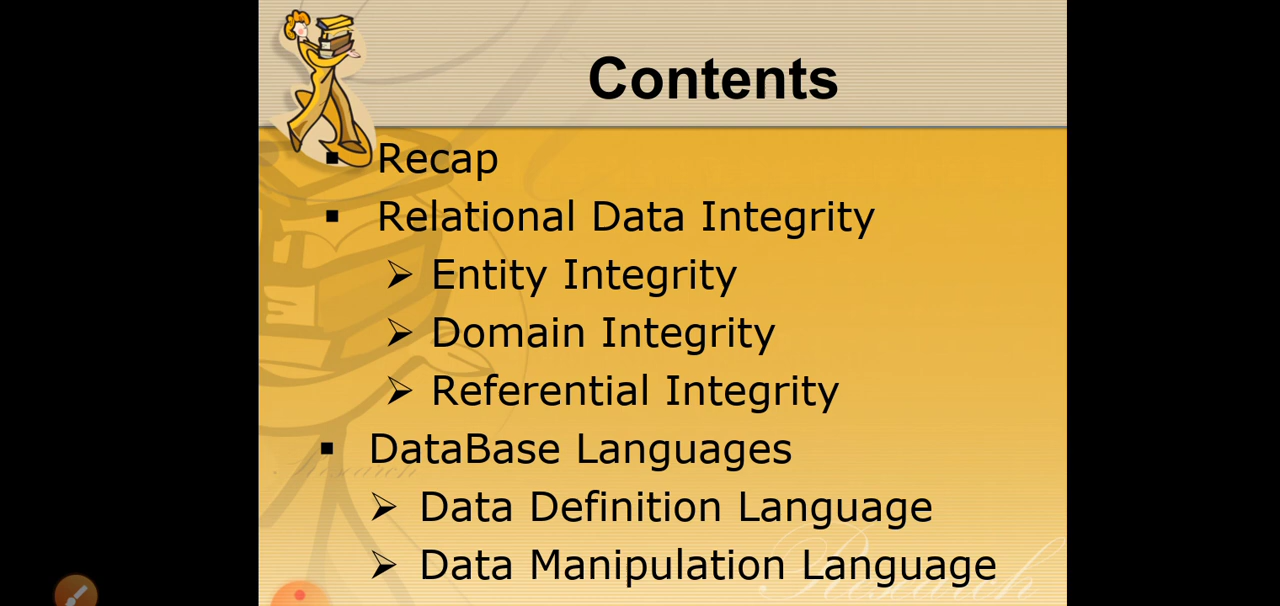 Contents
Recap
Relational Data Integrity
Entity Integrity
Domain Integrity
Referential Integrity
DataBase Languages
Data Definition Language
Data Manipulation Language
Research